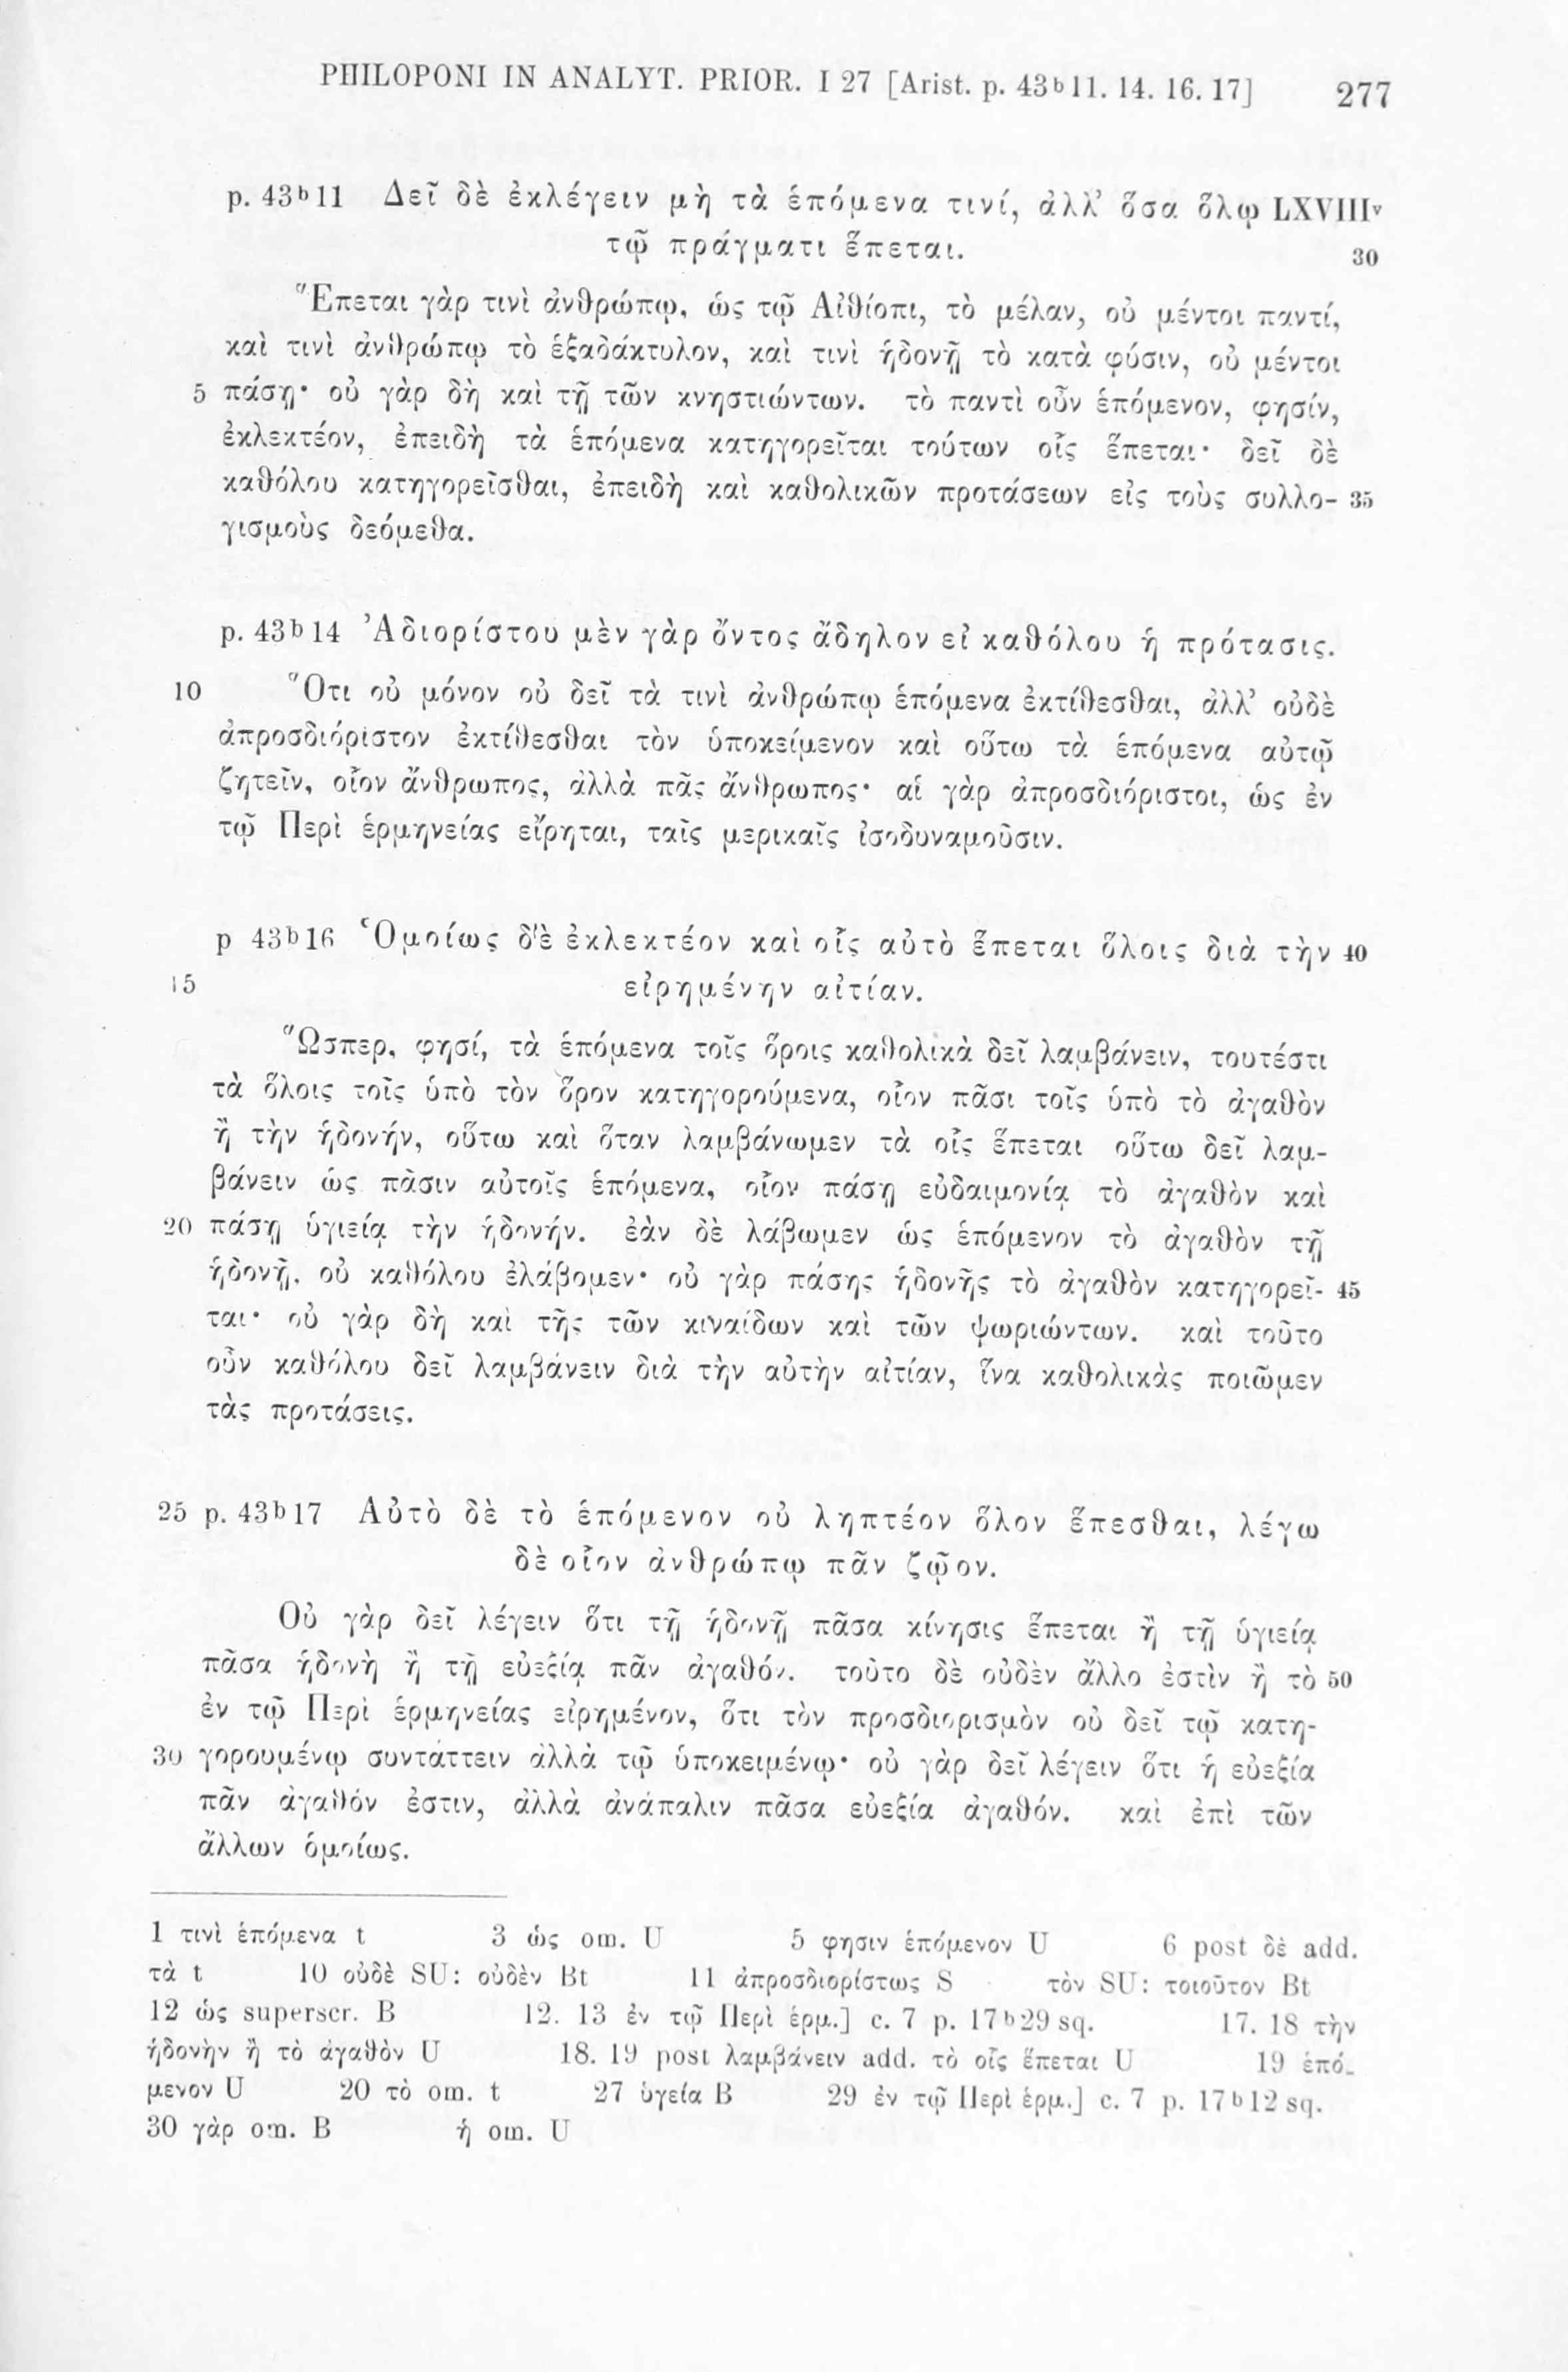 PHILOPONI IN ANALYT. PRIOR. I 27 [Arist. p. 43b11. 14. 16. 17] 277
p. 43b11 Δεῖ δὲ ἐκλέγειν μὴ τὰ ἑπόμενα τινί, ἀλλ’ ὅσα ὅλῳ LXVIIIv
τῷ πράγματι ἕπεται. 30
Ἕπεται γὰρ τινὶ ἀνθρώπῳ, ὡς τῷ Αἰθίοπι, τὸ μέλαν, οὐ μέντοι παντί,
καὶ τινὶ ἀνθρώπῳ τὸ ἑξαδάκτυλον, καὶ τινὶ ἡδονῇ τὸ κατὰ φύσιν, οὐ μέντοι
5 πάσῃ· οὐ γὰρ δὴ καὶ τῇ τῶν κνηστιώντων. τὸ παντὶ οὖν ἑπόμενον, φησίν,
ἐκλεκτέον, ἐπειδὴ τὰ ἑπόμενα κατηγορεῖται τούτων οἷς ἕπεται· δεῖ δὲ
καθόλου κατηγορεῖσθαι, ἐπειδὴ καὶ καθολικῶν προτάσεων εἰς τοὺς συλλο- 35
γισμοὺς δεόμεθα.
p. 43b14 Ἀδιορίστου μὲν γὰρ ὄντος ἄδηλον εἰ καθόλου ἡ πρότασις.
10 Ὅτι οὐ μόνον οὐ δεῖ τὰ τινὶ ἀνθρώπῳ ἑπόμενα ἐκτίθεσθαι, ἀλλ’ οὐδὲ
ἀπροσδιόριστον ἐκτίθεσθαι τὸν ὑποκείμενον καὶ οὕτω τὰ ἑπόμενα αὐτῷ
ζητεῖν, οἷον ἄνθρωπος, ἀλλὰ πᾶς ἄνθρωπος· αἱ γὰρ ἀπροσδιόριστοι, ὡς ἐν
τῷ Περὶ ἑρμηνείας εἴρηται, ταῖς μερικαῖς ἰσοδυναμοῦσιν.
p 43b16 Ὁμοίως δὲ ἐκλεκτέον καὶ οἷς αὐτὸ ἕπεται ὅλοις διὰ τὴν 40
15 εἰρημένην αἰτίαν.
Ὥσπερ, φησί, τὰ ἑπόμενα τοῖς ὅροις καθολικὰ δεῖ λαμβάνειν, τουτέστι
τὰ ὅλοις τοῖς ὑπὸ τὸν ὅρον κατηγορούμενα, οἷον πᾶσι τοῖς ὑπὸ τὸ ἀγαθὸν
ἢ τὴν ἡδονήν, οὕτω καὶ ὅταν λαμβάνωμεν τὰ οἷς ἕπεται οὕτω δεῖ λαμ-
βάνειν ὡς πᾶσιν αὐτοῖς ἑπόμενα, οἷον πάσῃ εὐδαιμονίᾳ τὸ ἀγαθὸν καὶ
20 πάσῃ ὑγιείᾳ τὴν ἡδονήν. ἐὰν δὲ λάβωμεν ὡς ἑπόμενον τὸ ἀγαθὸν τῇ
ἡδονῇ, οὐ καθόλου ἐλάβομεν· οὐ γὰρ πάσης ἡδονῆς τὸ ἀγαθὸν κατηγορεῖ- 45
ται· οὐ γὰρ δὴ καὶ τῆς τῶν κιναίδων καὶ τῶν ψωριώντων. καὶ τοῦτο
οὖν καθόλου δεῖ λαμβάνειν διὰ τὴν αὐτὴν αἰτίαν, ἵνα καθολικὰς ποιῶμεν
τὰς προτάσεις.
25 p. 43b17 Αὐτὸ δὲ τὸ ἑπόμενον οὐ ληπτέον ὅλον ἕπεσθαι, λέγω
δὲ οἷον ἀνθρώπῳ πᾶν ζῷον.
Οὐ γὰρ δεῖ λέγειν ὅτι τῇ ἡδονῇ πᾶσα κίνησις ἕπεται ἢ τῇ ὑγιείᾳ
πᾶσα ἡδονὴ ἢ τῇ εὐεξίᾳ πᾶν ἀγαθόν. τοῦτο δὲ οὐδὲν ἄλλο ἐστὶν ἢ τὸ 50
ἐν τῷ Περὶ ἑρμηνείας εἰρημένον, ὅτι τὸν προσδιορισμὸν οὐ δεῖ τῷ κατη-
30 γορουμένῳ συντάττειν ἀλλὰ τῷ ὑποκειμένῳ· οὐ γὰρ δεῖ λέγειν ὅτι ἡ εὐεξία
πᾶν ἀγαθόν ἐστιν, ἀλλὰ ἀνάπαλιν πᾶσα εὐεξία ἀγαθόν. καὶ ἐπὶ τῶν
ἄλλων ὁμοίως.
1 τινὶ ἑπόμενα t 3 ὡς om. U 5 φησιν ἑπόμενον U 6 post δὲ add.
τὰ t 10 οὐδὲ SU: οὐδὲν Bt 11 ἀπροσδιορίστως S τὸν SU: τοιοῦτον Bt
12 ὡς superscr. B 12. 13 ἐν τῷ Περὶ ἑρμ.] c. 7 p. 17b29 sq. 17. 18 τὴν
ἡδονὴν ἢ τὸ ἀγαθὸν U 18. 19 post λαμβάνειν add. τὸ οἷς ἕπεται U 19 ἑπό-
μενον U 20 τὸ om. t 27 ὑγεία B 29 ἐν τῷ Περὶ ἑρμ.] c. 7 p. 17b12 sq.
30 γὰρ om. B ἡ om. U